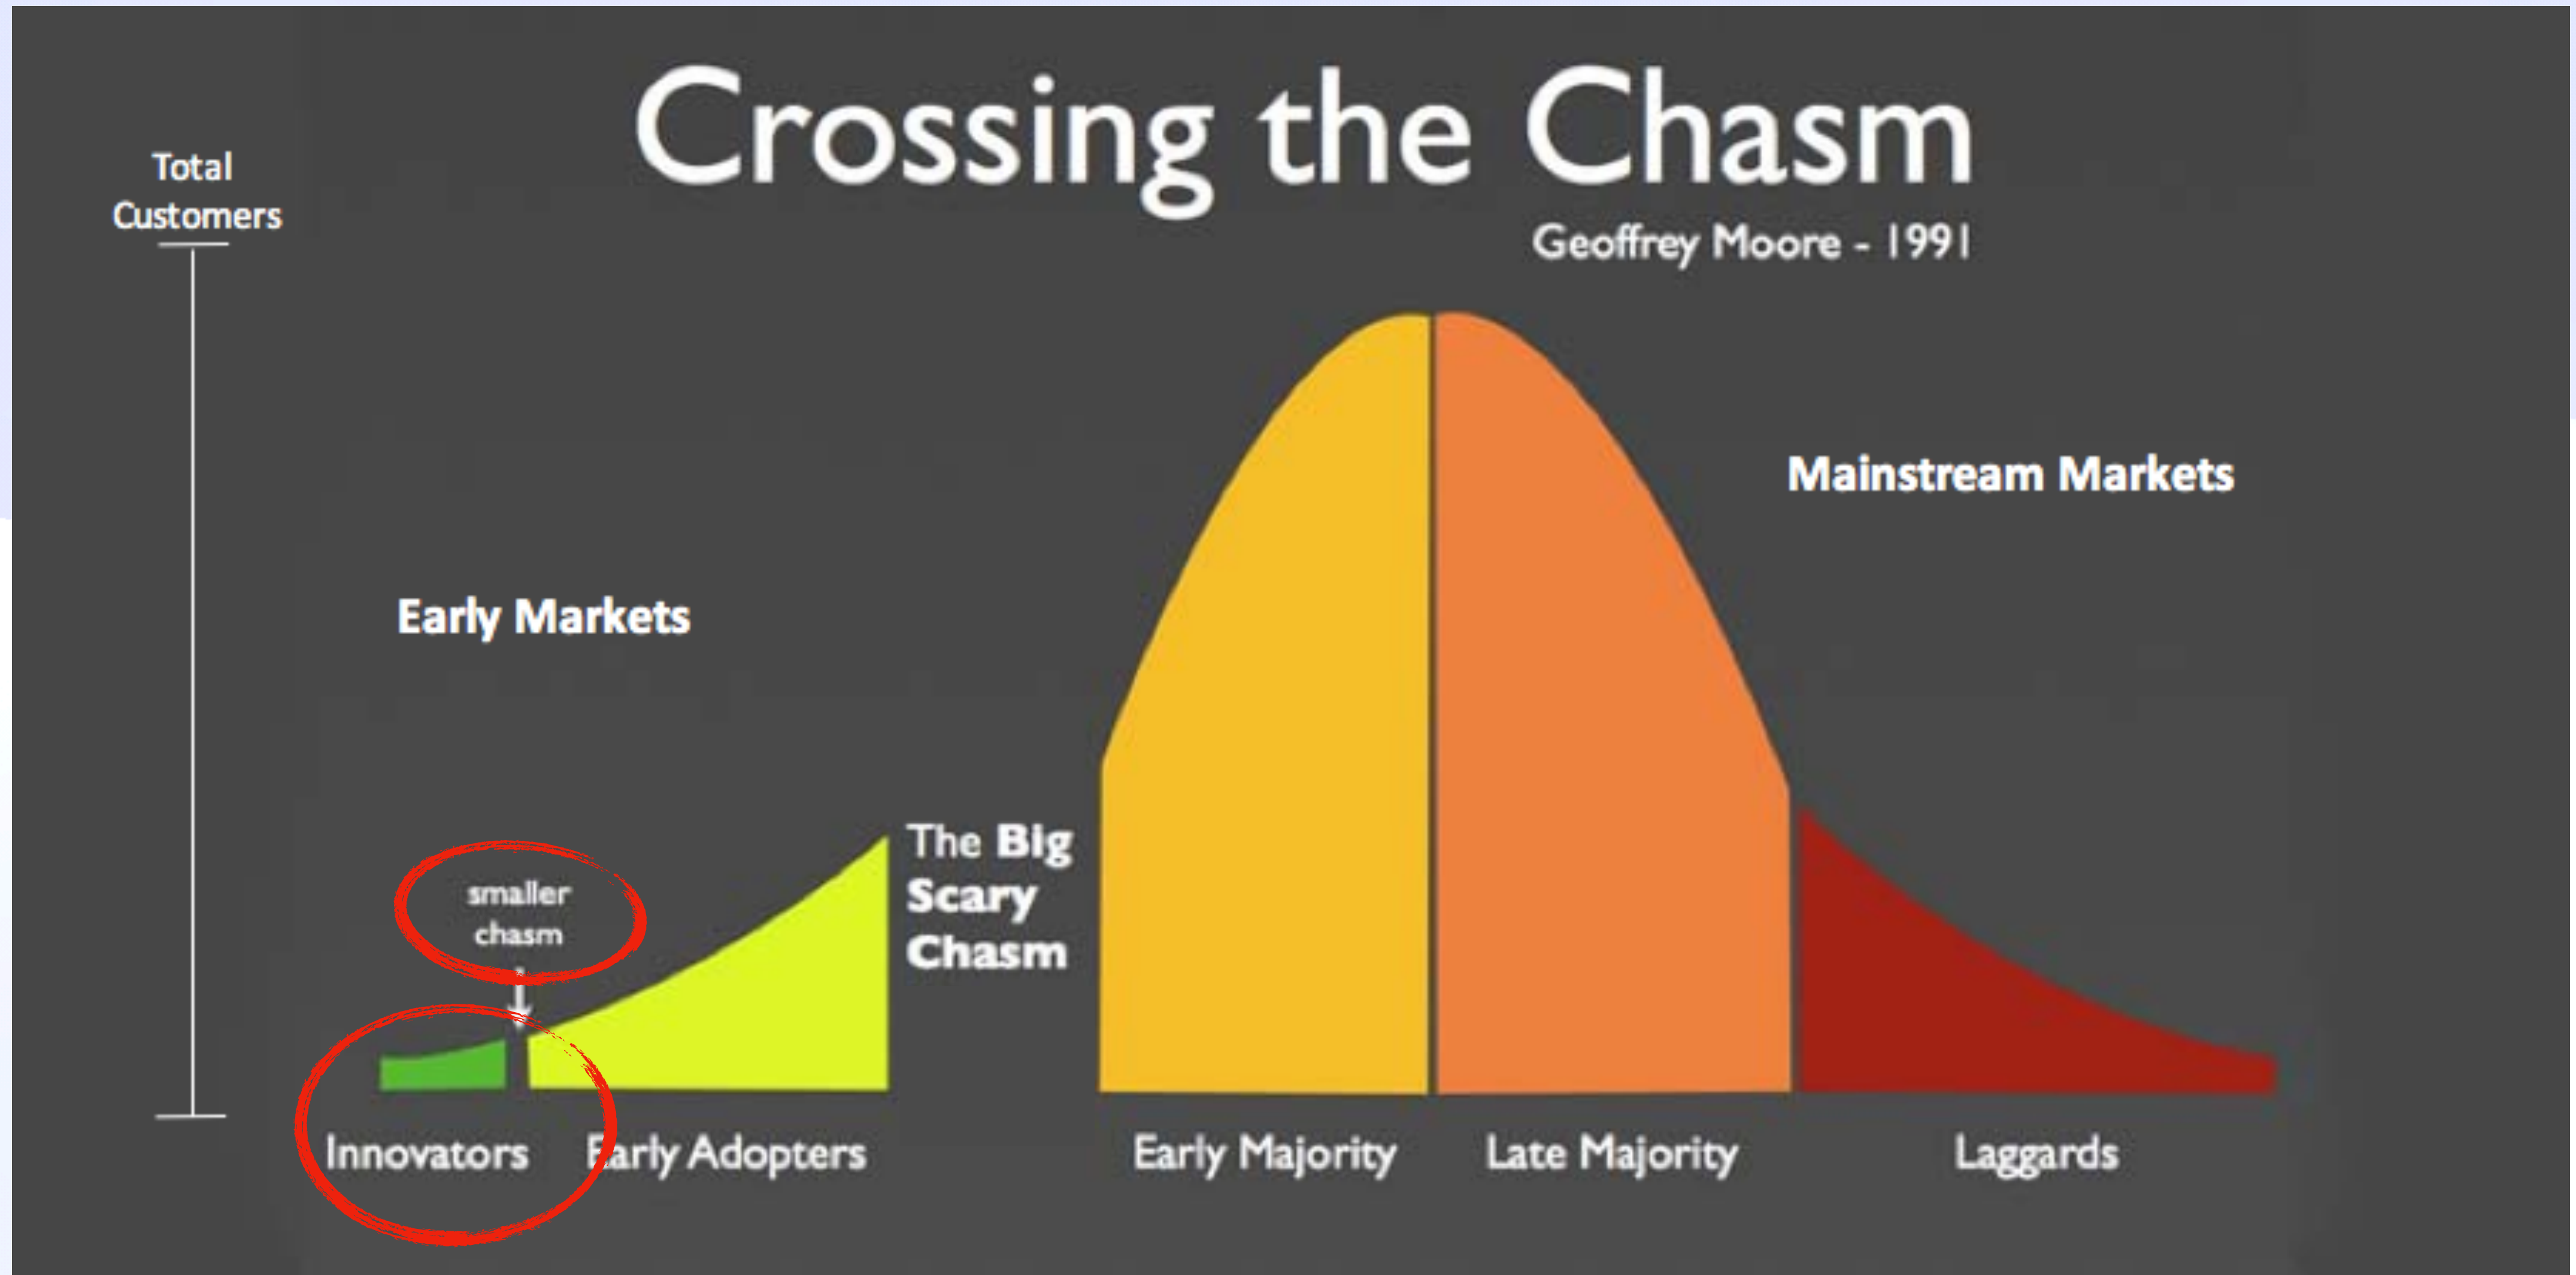 Crossing the Chasm
Geoffrey Moore - 1991
Total
Customers
Mainstream Markets
Early Markets
The Big
Scary
Chasm
smaller
chasm
Innovators
Early Adopters
Early Majority
Late Majority
Laggards